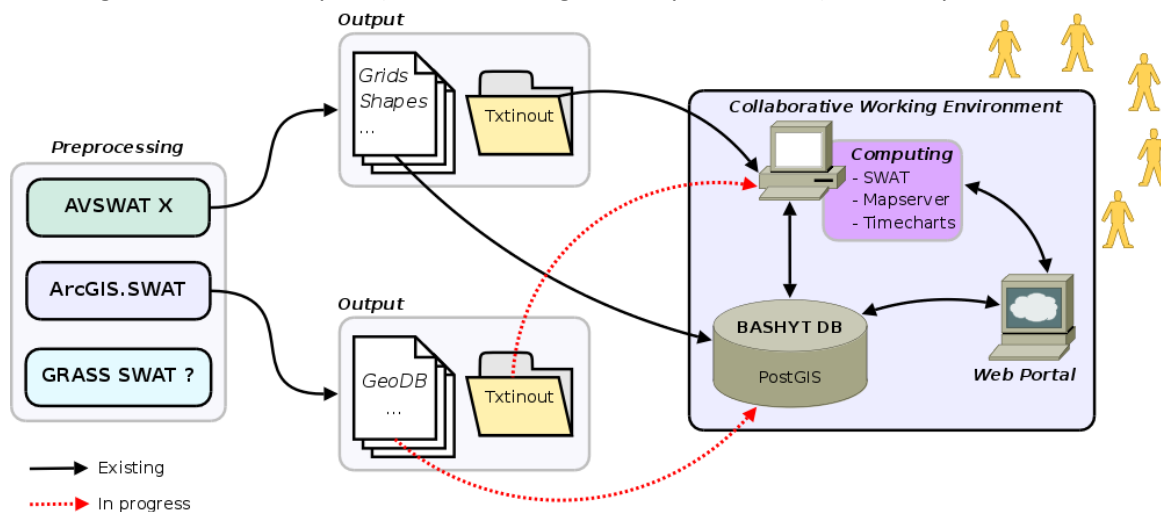 Output
Grids
Shapes
...
Txtinout
Preprocessing
AVSWAT X
ArcGIS.SWAT
GRASS SWAT ?
Output
GeoDB
...
Txtinout
Collaborative Working Environment
Computing
- SWAT
- Mapserver
- Timecharts
BASHYT DB
PostGIS
Web Portal
Existing
In progress